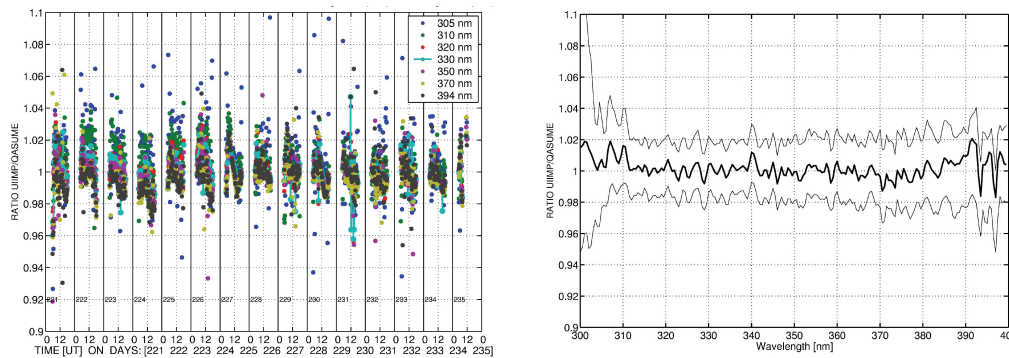 1.1
1.08
1.06
1.04
1.02
1
0.98
0.96
0.94
0.92
0.9
RATIO UIIMP/QASUME
305 nm
310 nm
320 nm
330 nm
350 nm
370 nm
394 nm
221 222 223 224 225 226 227 228 229 230 231 232 233 234 235
0 12 0 12 0 12 0 12 0 12 0 12 0 12 0 12 0 12 0 12 0 12 0 12 0 12 0 12 0 12 0
TIME [UT] ON DAYS: [221 222 223 224 225 226 227 228 229 230 231 232 233 234 235]
1.1
1.08
1.06
1.04
1.02
1
0.98
0.96
0.94
0.92
0.9
RATIO UIIMP/QASUME
300 310 320 330 340 350 360 370 380 390 400
Wavelength [nm]